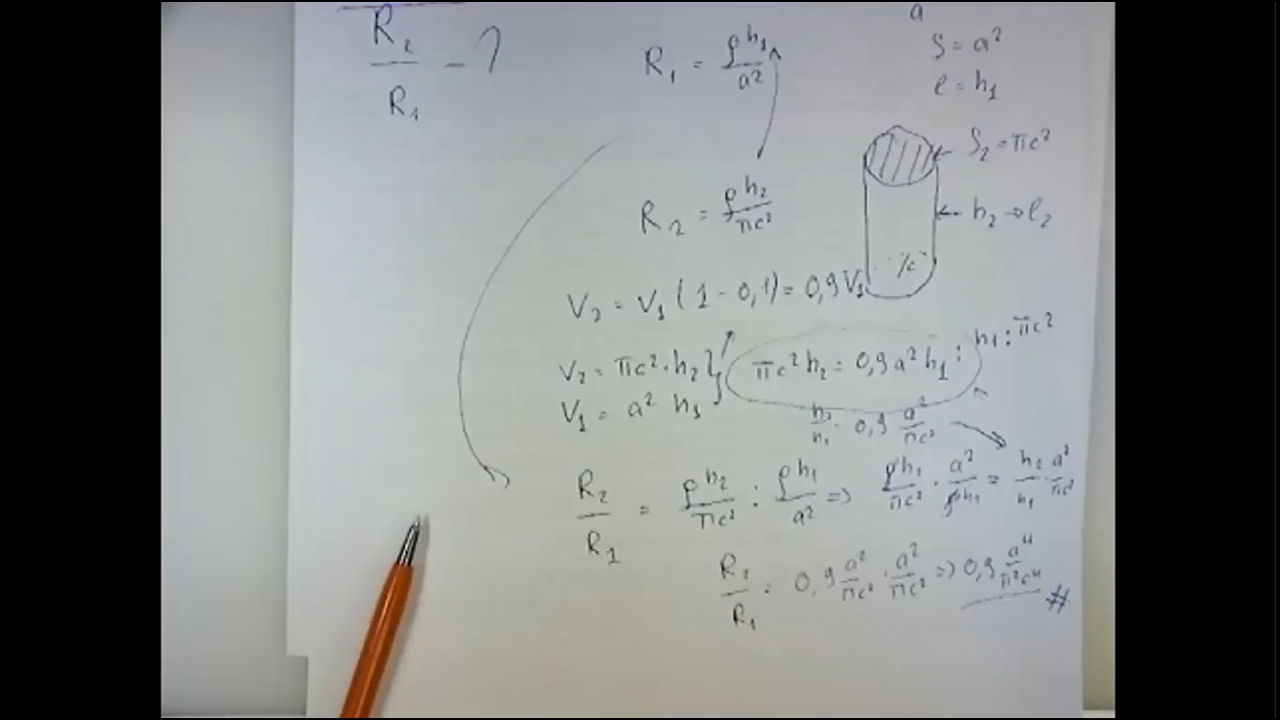 R₂/R₁ - ?
R₁ = ρ h₁/a²
a
S = a²
ℓ = h₁
S₂ = πc²
R₂ = ρ h₂/πc²
h₂ → ℓ₂
c
V₂ = V₁ (1 - 0,1) = 0,9 V₁
V₂ = πc² · h₂
V₁ = a² h₁
πc² h₂ = 0,9 a² h₁ : h₁ : πc²
h₂/h₁ = 0,9 a²/πc²
R₂/R₁ = ρ h₂/πc² : ρ h₁/a² ⇒ ρh₂/πc² · a²/ρh₁ = h₂/h₁ · a²/πc²
R₂/R₁ = 0,9 a²/πc² · a²/πc² ⇒ 0,9 a⁴/π²c⁴ #